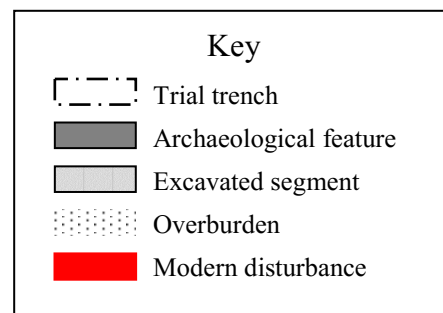 Key
Trial trench
Archaeological feature
Excavated segment
Overburden
Modern disturbance